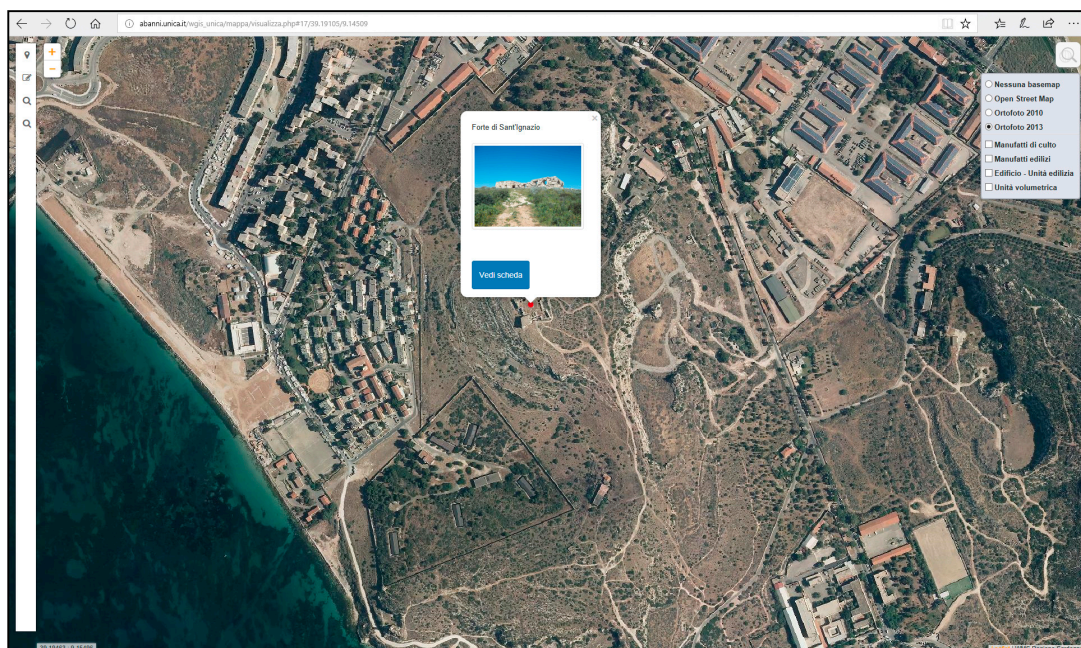 abanni.unica.it/wgis_unica/mappa/visualizza.php#17/39.19105/9.14509
+
−
Forte di Sant'Ignazio
×
Vedi scheda
Nessuna basemap
Open Street Map
Ortofoto 2010
Ortofoto 2013
Manufatti di culto
Manufatti edilizi
Edificio - Unità edilizia
Unità volumetrica